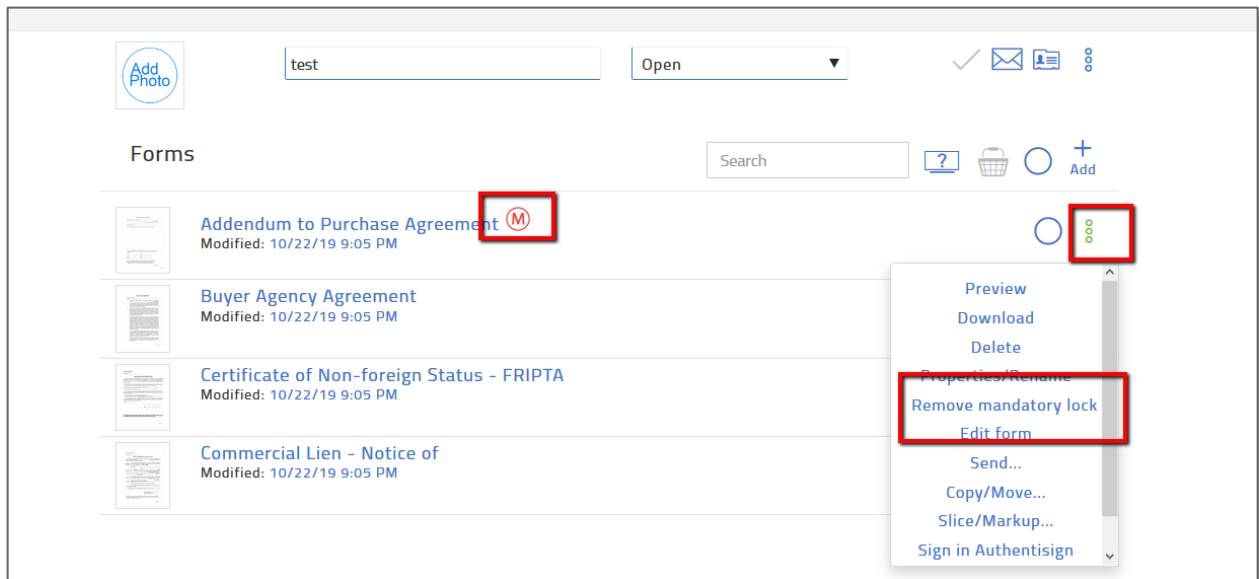 Add
Photo
test
Open
Forms
Search
?
Add
Addendum to Purchase Agreement M
Modified: 10/22/19 9:05 PM
Buyer Agency Agreement
Modified: 10/22/19 9:05 PM
Certificate of Non-foreign Status - FRIPTA
Modified: 10/22/19 9:05 PM
Commercial Lien - Notice of
Modified: 10/22/19 9:05 PM
Preview
Download
Delete
Properties/Rename
Remove mandatory lock
Edit form
Send...
Copy/Move...
Slice/Markup...
Sign in Authentisign